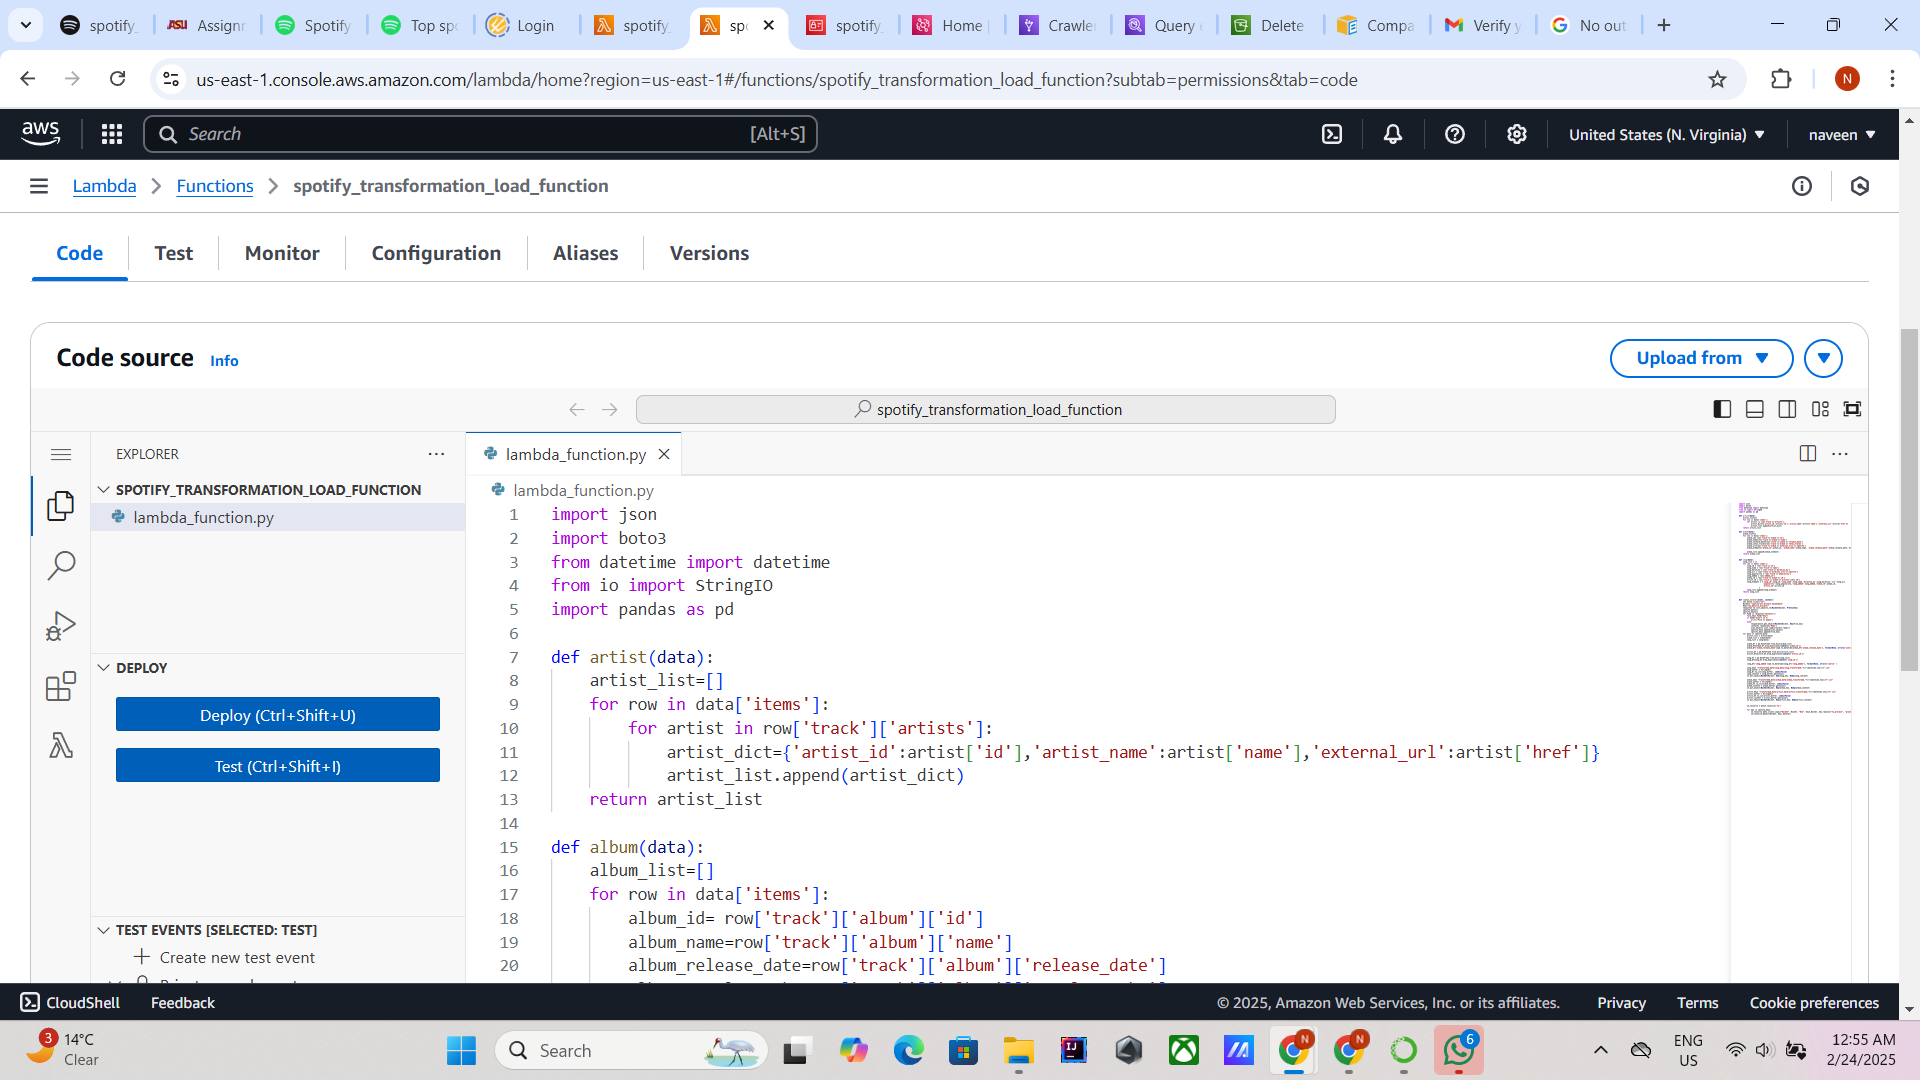 spotify_
ASU Assignn
Spotify
Top spo
Login
spotify_
spo
spotify_
Home |
Crawler
Query e
Delete
Compa
Verify y
No out
us-east-1.console.aws.amazon.com/lambda/home?region=us-east-1#/functions/spotify_transformation_load_function?subtab=permissions&tab=code
N
aws
Search
[Alt+S]
United States (N. Virginia)
naveen
Lambda
Functions
spotify_transformation_load_function
Code
Test
Monitor
Configuration
Aliases
Versions
Code source Info
Upload from
spotify_transformation_load_function
EXPLORER
SPOTIFY_TRANSFORMATION_LOAD_FUNCTION
lambda_function.py
DEPLOY
Deploy (Ctrl+Shift+U)
Test (Ctrl+Shift+I)
TEST EVENTS [SELECTED: TEST]
Create new test event
lambda_function.py
lambda_function.py
1 import json
2 import boto3
3 from datetime import datetime
4 from io import StringIO
5 import pandas as pd
6
7 def artist(data):
8 artist_list=[]
9 for row in data['items']:
10 for artist in row['track']['artists']:
11 artist_dict={'artist_id':artist['id'],'artist_name':artist['name'],'external_url':artist['href']}
12 artist_list.append(artist_dict)
13 return artist_list
14
15 def album(data):
16 album_list=[]
17 for row in data['items']:
18 album_id= row['track']['album']['id']
19 album_name=row['track']['album']['name']
20 album_release_date=row['track']['album']['release_date']
CloudShell
Feedback
© 2025, Amazon Web Services, Inc. or its affiliates.
Privacy
Terms
Cookie preferences
3
14°C
Clear
Search
IJ
N
N
6
ENG
US
12:55 AM
2/24/2025